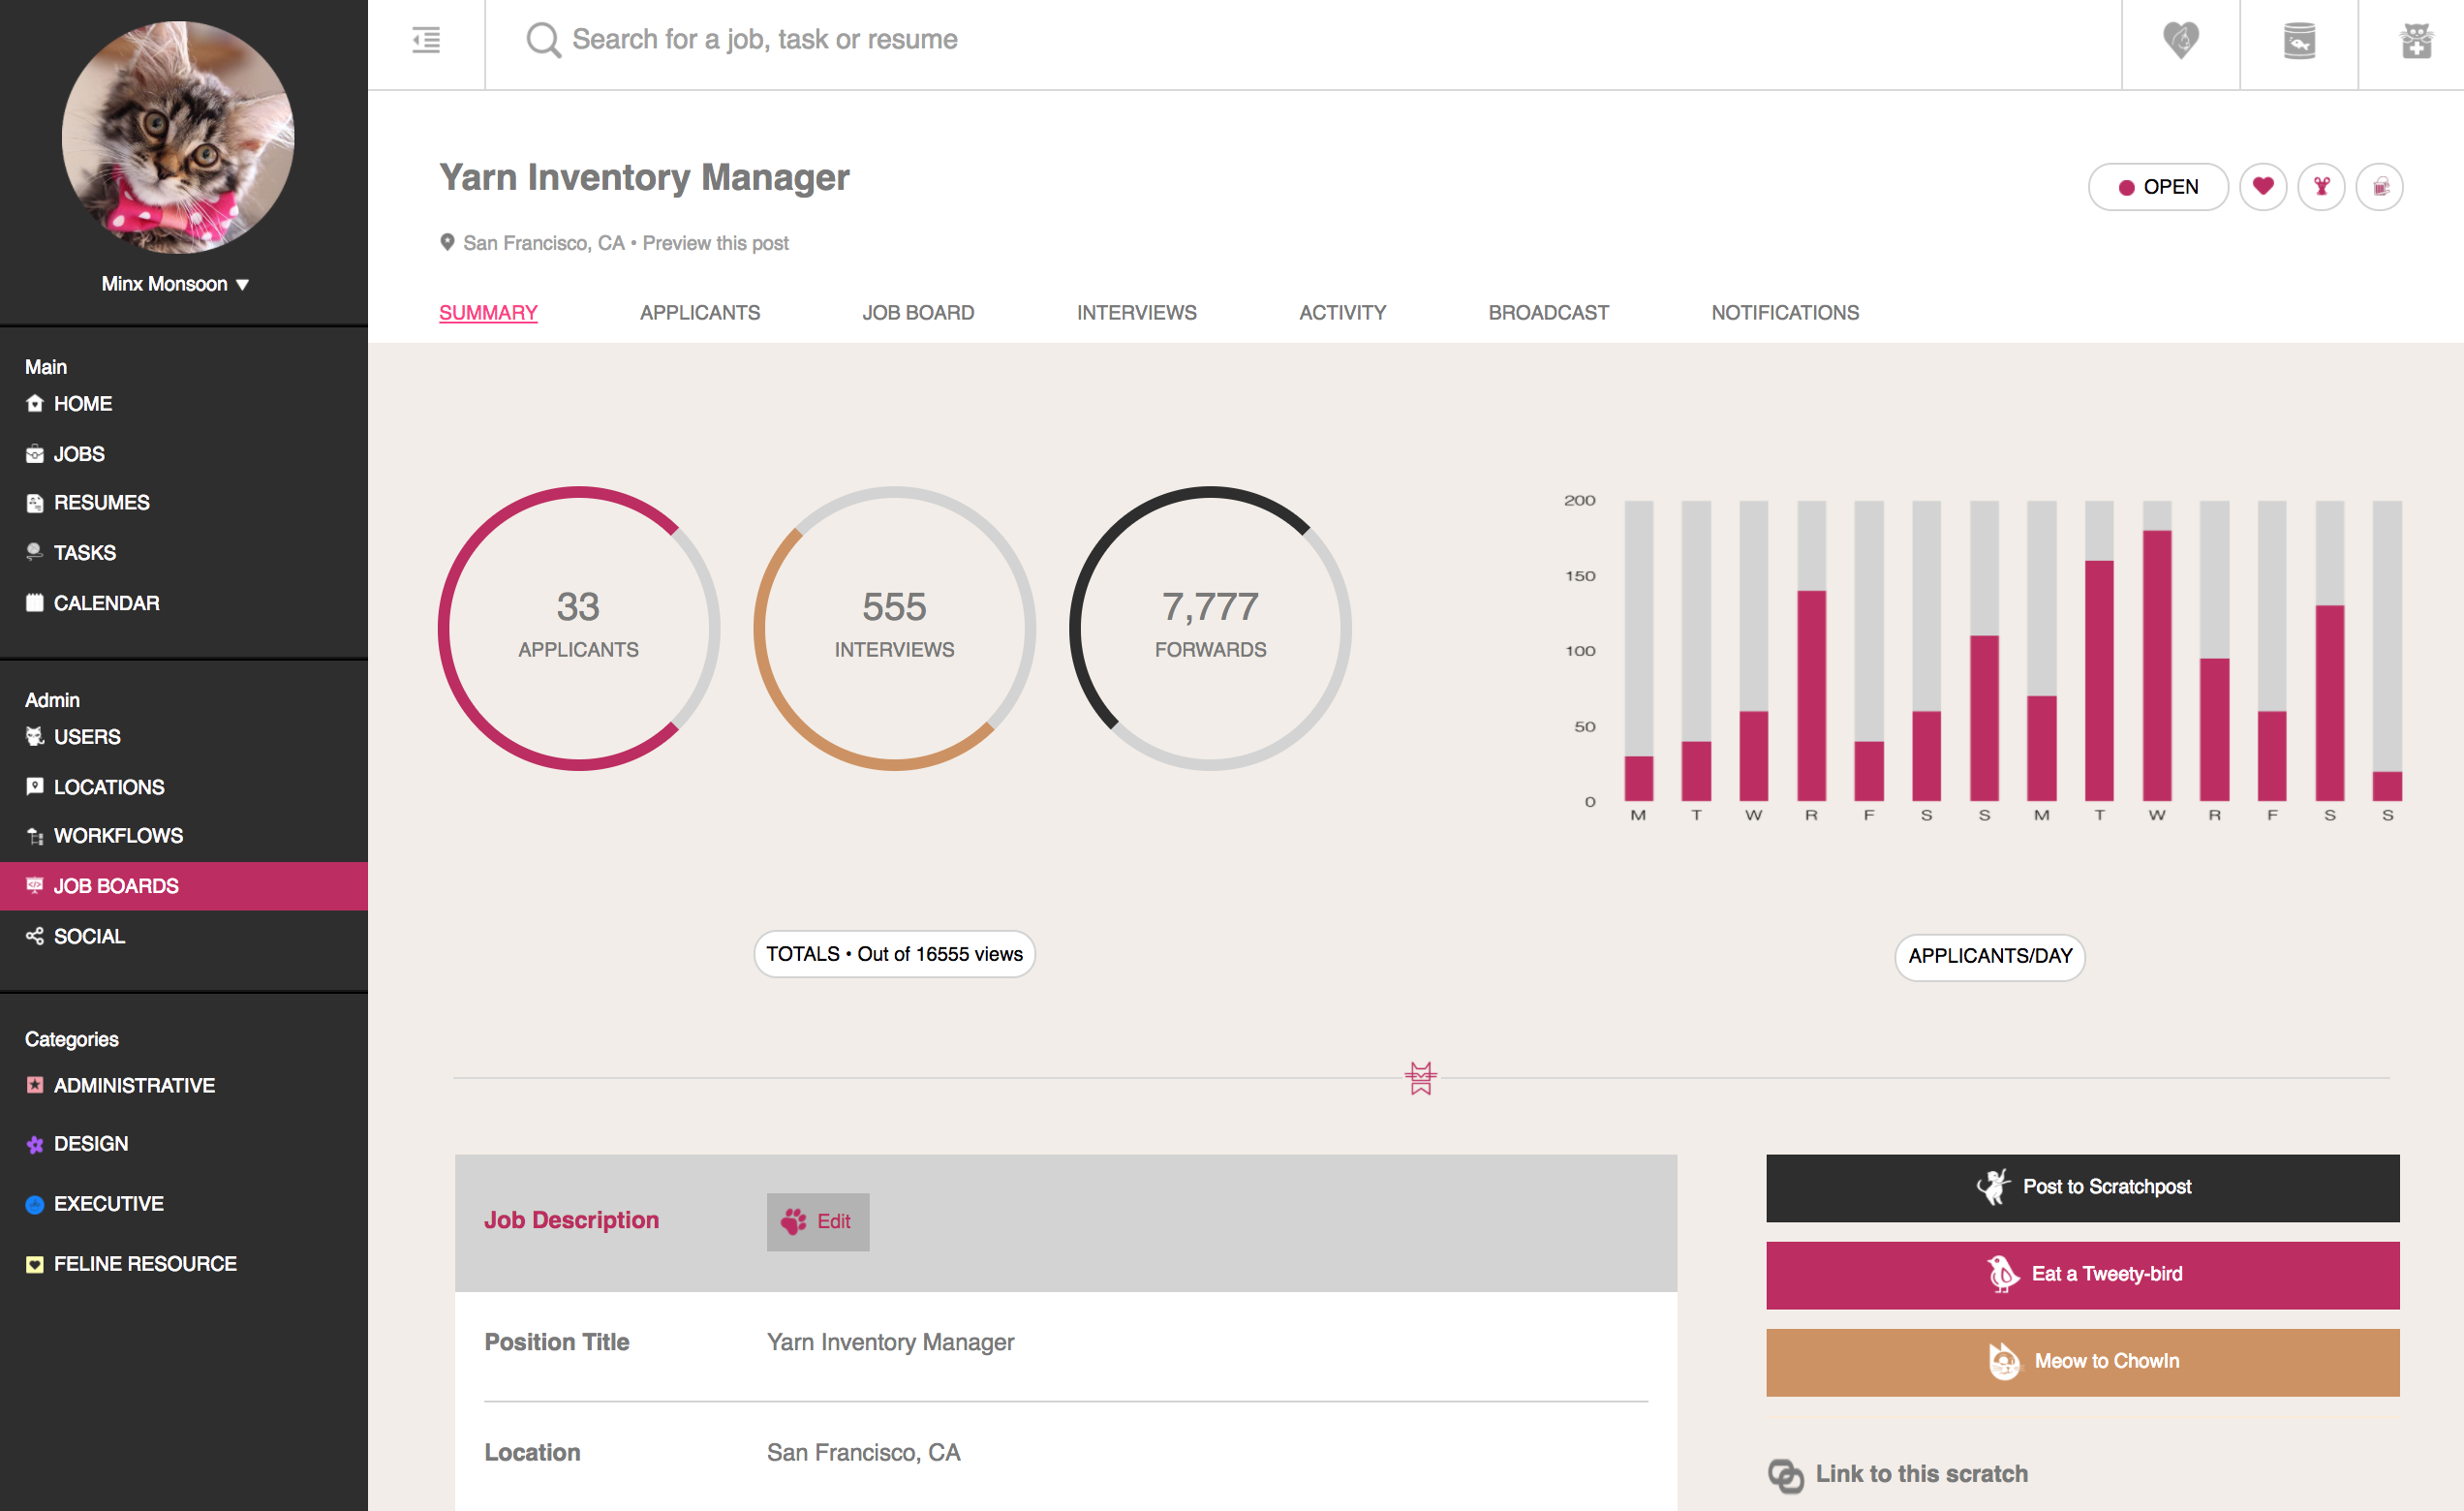 Minx Monsoon ▼
Main
HOME
JOBS
RESUMES
TASKS
CALENDAR
Admin
USERS
LOCATIONS
WORKFLOWS
JOB BOARDS
SOCIAL
Categories
ADMINISTRATIVE
DESIGN
EXECUTIVE
FELINE RESOURCE
Search for a job, task or resume
Yarn Inventory Manager
OPEN
San Francisco, CA • Preview this post
SUMMARY APPLICANTS JOB BOARD INTERVIEWS ACTIVITY BROADCAST NOTIFICATIONS
33
APPLICANTS
555
INTERVIEWS
7,777
FORWARDS
TOTALS • Out of 16555 views
200
150
100
50
0
M T W R F S S M T W R F S S
APPLICANTS/DAY
Job Description Edit
Position Title Yarn Inventory Manager
Location San Francisco, CA
Post to Scratchpost
Eat a Tweety-bird
Meow to ChowIn
Link to this scratch